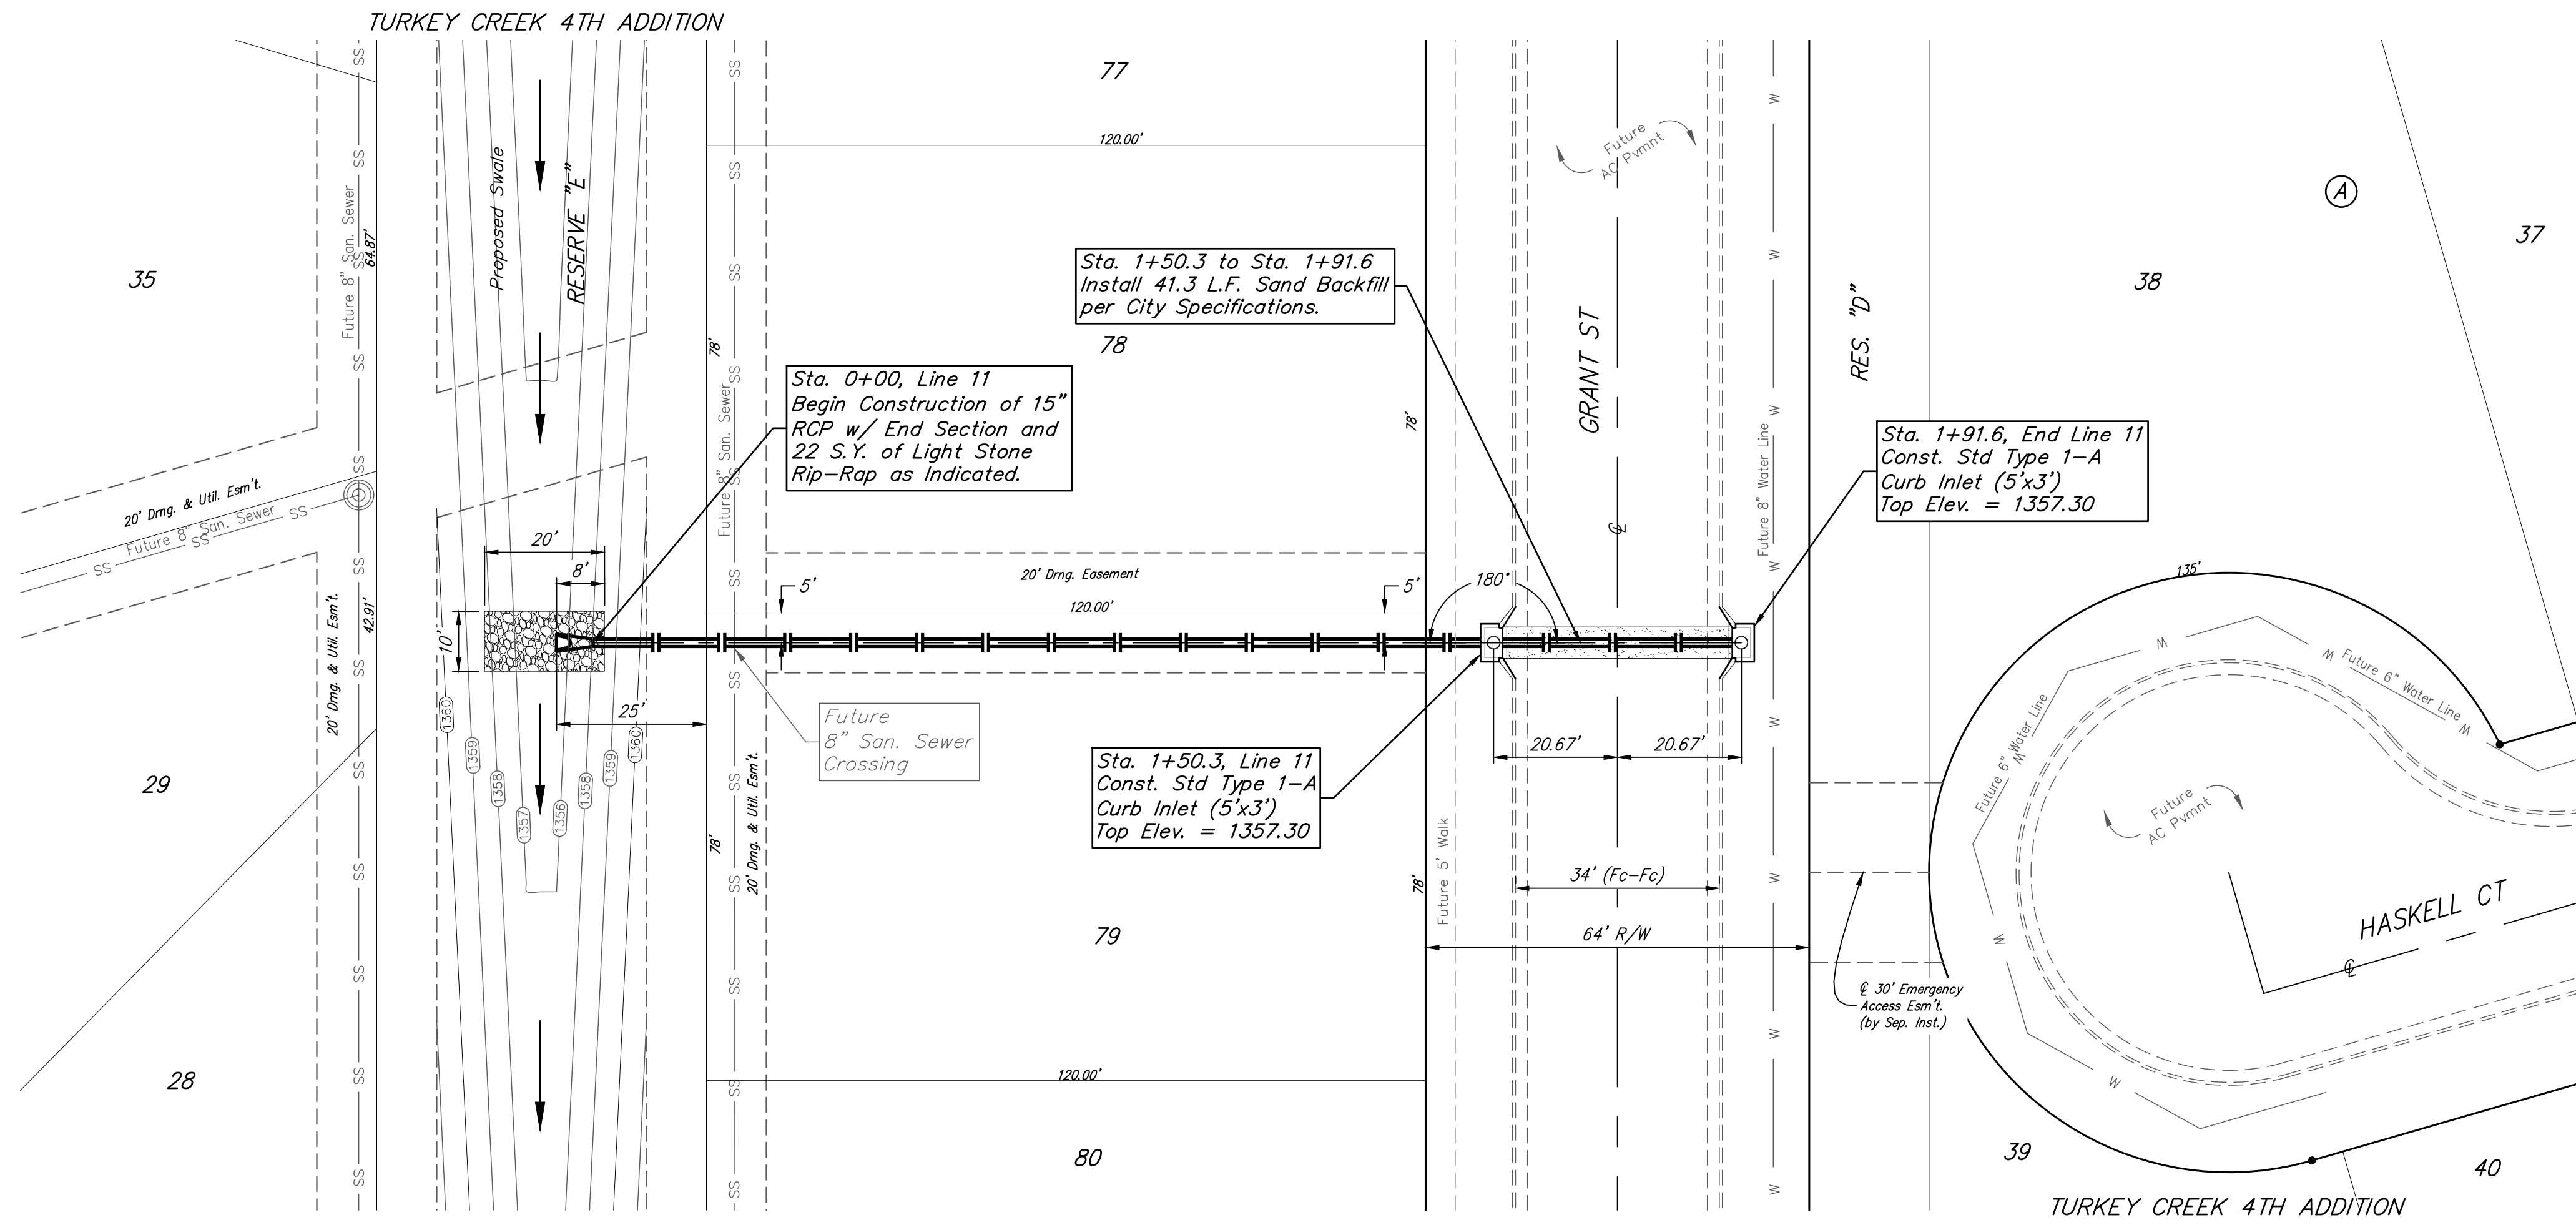 TURKEY CREEK 4TH ADDITION
77
120.00'
Future
AC Pvmnt
A
37
38
35
Future 8" San. Sewer
64.87'
Proposed Swale
RESERVE "E"
Sta. 1+50.3 to Sta. 1+91.6
Install 41.3 L.F. Sand Backfill
per City Specifications.
78
78'
78'
GRANT ST
RES. "D"
Sta. 0+00, Line 11
Begin Construction of 15"
RCP w/ End Section and
22 S.Y. of Light Stone
Rip-Rap as Indicated.
Future 8" San. Sewer
Future 8" Water Line
Sta. 1+91.6, End Line 11
Const. Std Type 1-A
Curb Inlet (5'x3')
Top Elev. = 1357.30
20' Drng. & Util. Esm't.
Future 8" San. Sewer
SS
SS
SS
20'
8'
10'
25'
20' Drng. Easement
5'
120.00'
5'
180°
℄
135'
42.91'
20' Drng. & Util. Esm't.
1360
1359
1358
1357
1356
1358
1359
1360
Future
8" San. Sewer
Crossing
20' Drng. & Util. Esm't.
20.67'
20.67'
Sta. 1+50.3, Line 11
Const. Std Type 1-A
Curb Inlet (5'x3')
Top Elev. = 1357.30
Future 6" Water Line
Future 6" Water Line
Future
AC Pvmnt
29
78'
78'
Future 5' Walk
34' (Fc-Fc)
64' R/W
79
HASKELL CT
℄
℄ 30' Emergency
Access Esm't.
(by Sep. Inst.)
28
120.00'
80
39
40
TURKEY CREEK 4TH ADDITION